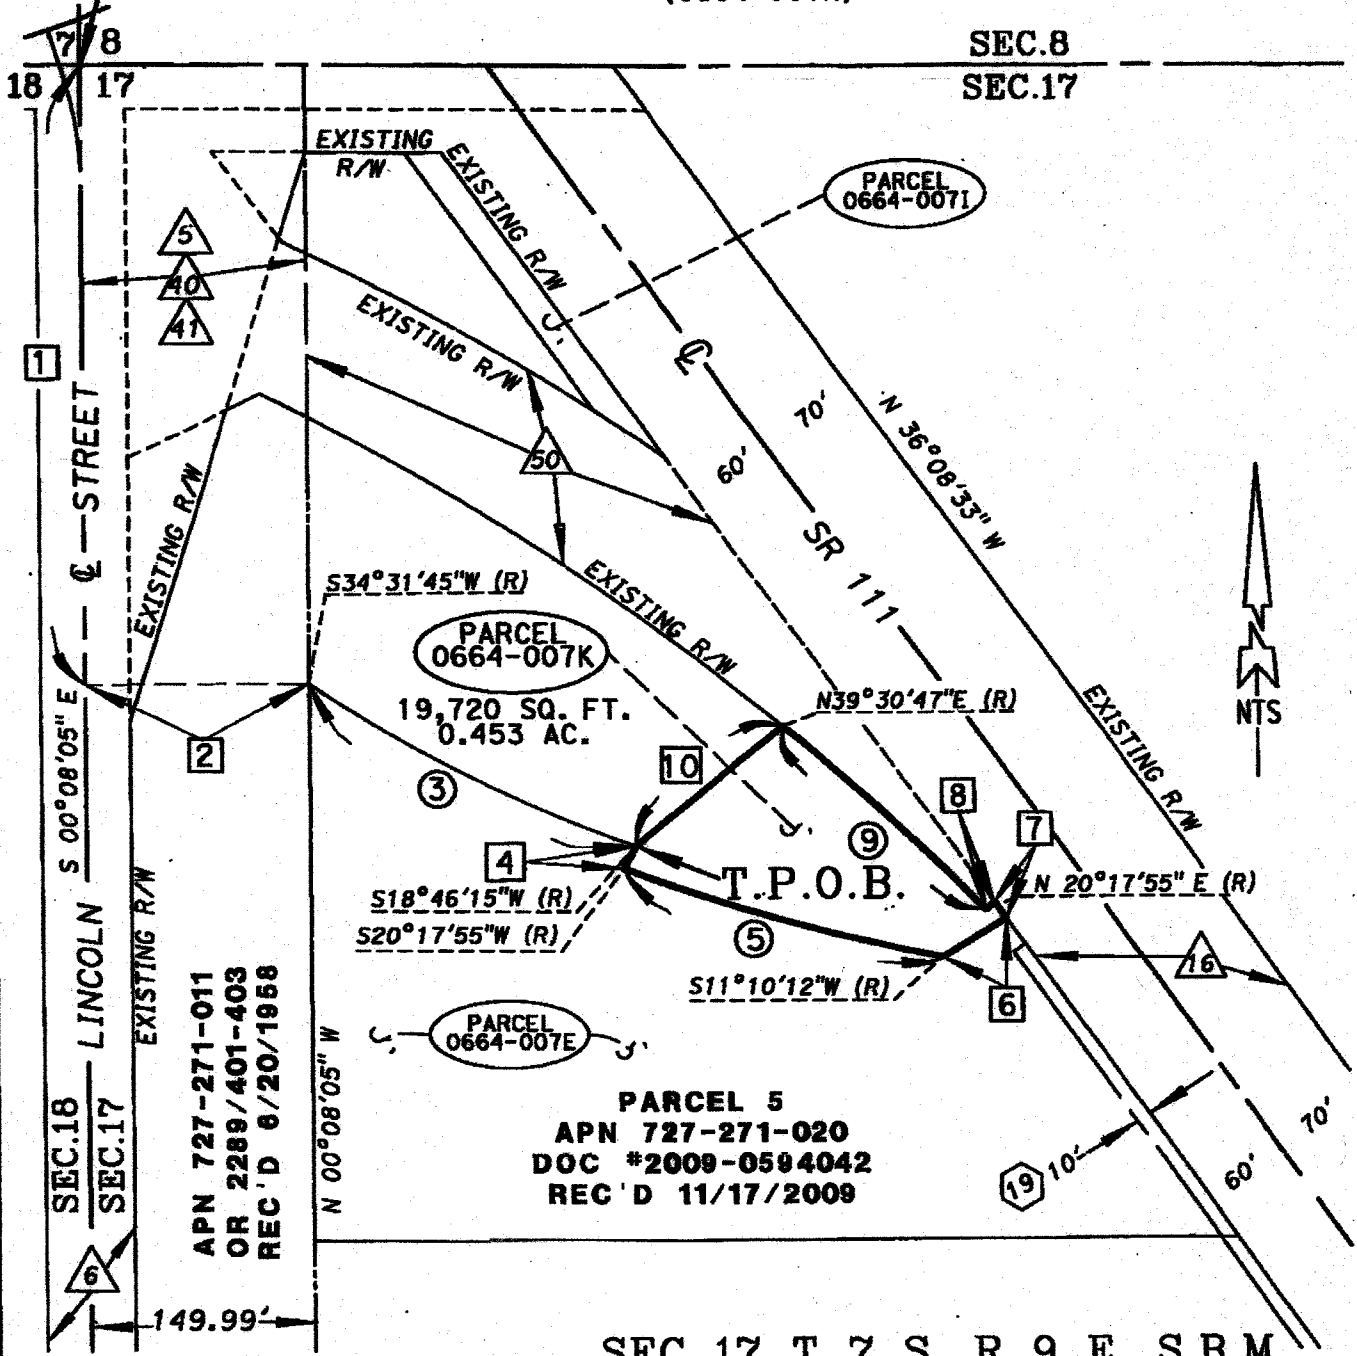 7 8
18 17
SEC.8
SEC.17
EXISTING
R/W
EXISTING R/W
PARCEL
0664-007I
5
40
41
EXISTING R/W
1
℄
70'
60'
N 36°08'33" W
50
STREET
℄
EXISTING R/W
SR 111
S34°31'45"W (R)
EXISTING R/W
PARCEL
0664-007K
19,720 SQ. FT.
0.453 AC.
N39°30'47"E (R)
EXISTING R/W
NTS
S 00°08'05" E
2
3
10
8
7
9
4
T.P.O.B.
N 20°17'55" E (R)
S18°46'15"W (R)
S20°17'55"W (R)
5
S11°10'12"W (R)
6
16
LINCOLN
EXISTING R/W
APN 727-271-011
OR 2289/401-403
REC'D 6/20/1958
N 00°08'05" W
PARCEL
0664-007E
PARCEL 5
APN 727-271-020
DOC #2009-0594042
REC'D 11/17/2009
SEC.18
SEC.17
19
10'
70'
60'
6
149.99'
SEC 17 T 7 S R 9 E S B M